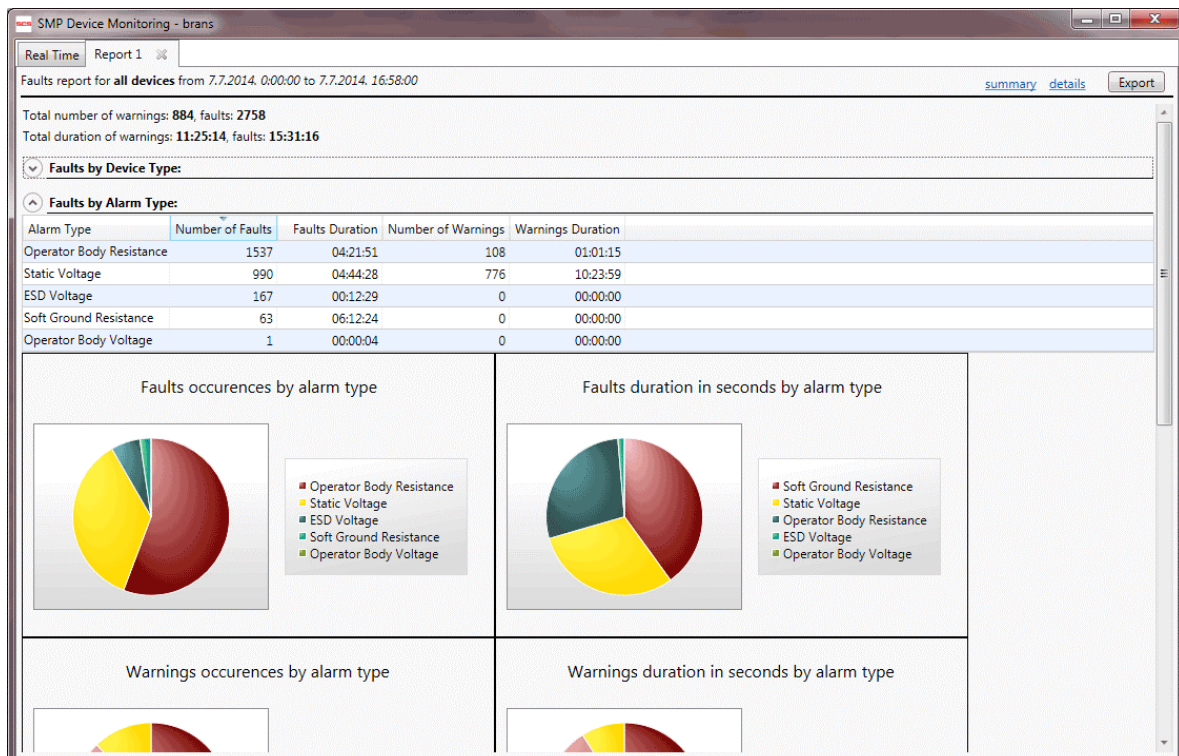 SCS SMP Device Monitoring - brans
Real Time Report 1
Faults report for all devices from 7.7.2014. 0:00:00 to 7.7.2014. 16:58:00
summary details Export
Total number of warnings: 884, faults: 2758
Total duration of warnings: 11:25:14, faults: 15:31:16
Faults by Device Type:
Faults by Alarm Type:
Alarm Type Number of Faults Faults Duration Number of Warnings Warnings Duration
Operator Body Resistance 1537 04:21:51 108 01:01:15
Static Voltage 990 04:44:28 776 10:23:59
ESD Voltage 167 00:12:29 0 00:00:00
Soft Ground Resistance 63 06:12:24 0 00:00:00
Operator Body Voltage 1 00:00:04 0 00:00:00
Faults occurences by alarm type
Operator Body Resistance
Static Voltage
ESD Voltage
Soft Ground Resistance
Operator Body Voltage
Faults duration in seconds by alarm type
Soft Ground Resistance
Static Voltage
Operator Body Resistance
ESD Voltage
Operator Body Voltage
Warnings occurences by alarm type
Warnings duration in seconds by alarm type